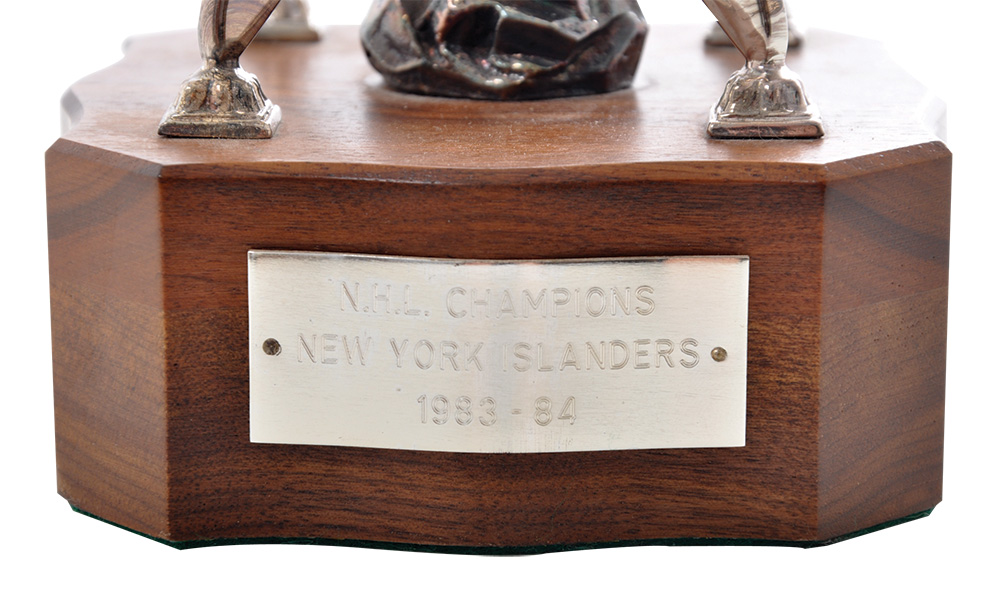 N.H.L. CHAMPIONS
NEW YORK ISLANDERS
1983 - 84